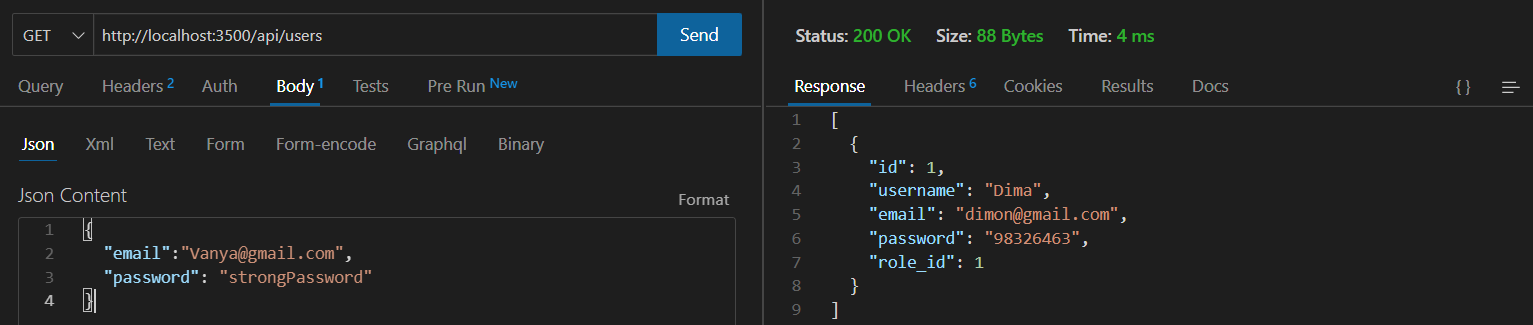 GET http://localhost:3500/api/users Send
Query Headers 2 Auth Body 1 Tests Pre Run New
Json Xml Text Form Form-encode Graphql Binary
Json Content
Format
1 {
2 "email":"Vanya@gmail.com",
3 "password": "strongPassword"
4 }
Status: 200 OK Size: 88 Bytes Time: 4 ms
Response Headers 6 Cookies Results Docs {}
1 [
2 {
3 "id": 1,
4 "username": "Dima",
5 "email": "dimon@gmail.com",
6 "password": "98326463",
7 "role_id": 1
8 }
9 ]